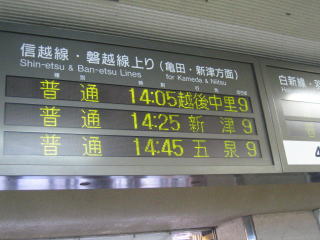 信越線・磐越線上り(亀田・新津方面)
Shin-etsu & Ban-etsu Lines for Kameda & Niitsu
普通 14:05 越後中里 9
普通 14:25 新津 9
普通 14:45 五泉 9
白新線・